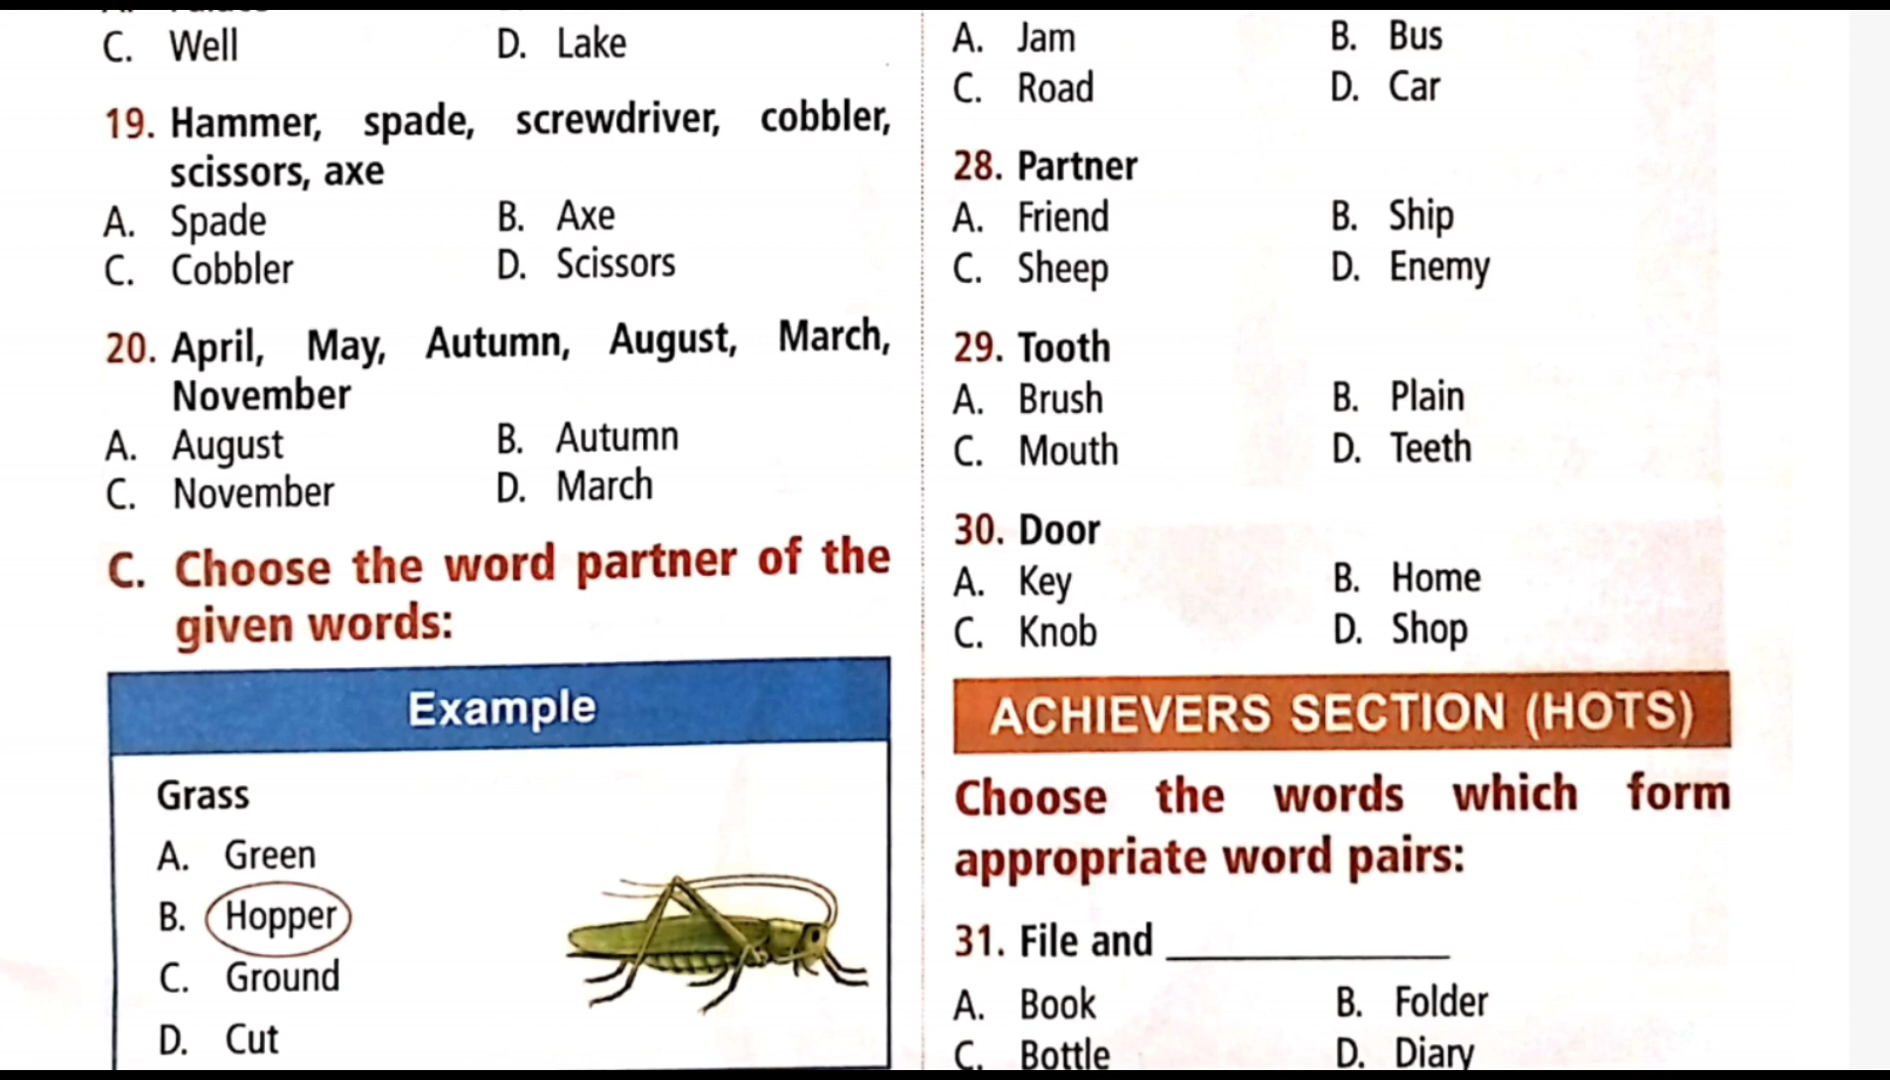 C. Well D. Lake
19. Hammer, spade, screwdriver, cobbler,
scissors, axe
A. Spade B. Axe
C. Cobbler D. Scissors
20. April, May, Autumn, August, March,
November
A. August B. Autumn
C. November D. March
C. Choose the word partner of the
given words:
Example
Grass
A. Green
B. Hopper
C. Ground
D. Cut
A. Jam B. Bus
C. Road D. Car
28. Partner
A. Friend B. Ship
C. Sheep D. Enemy
29. Tooth
A. Brush B. Plain
C. Mouth D. Teeth
30. Door
A. Key B. Home
C. Knob D. Shop
ACHIEVERS SECTION (HOTS)
Choose the words which form
appropriate word pairs:
31. File and ____________
A. Book B. Folder
C. Bottle D. Diary